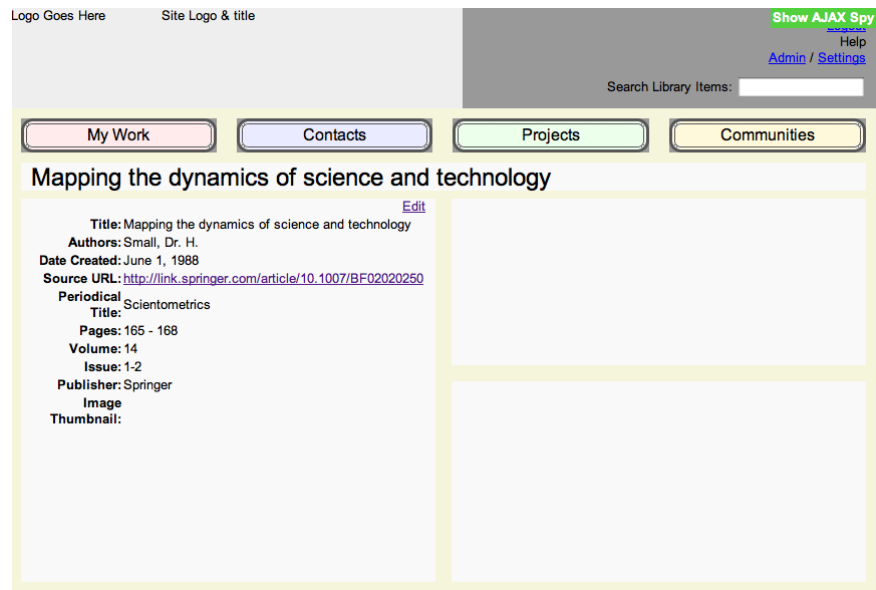 Logo Goes Here
Site Logo & title
Show AJAX Spy
Logout
Help
Admin / Settings
Search Library Items:
My Work
Contacts
Projects
Communities
Mapping the dynamics of science and technology
Edit
Title: Mapping the dynamics of science and technology
Authors: Small, Dr. H.
Date Created: June 1, 1988
Source URL: http://link.springer.com/article/10.1007/BF02020250
Periodical
Title: Scientometrics
Pages: 165 - 168
Volume: 14
Issue: 1-2
Publisher: Springer
Image
Thumbnail: